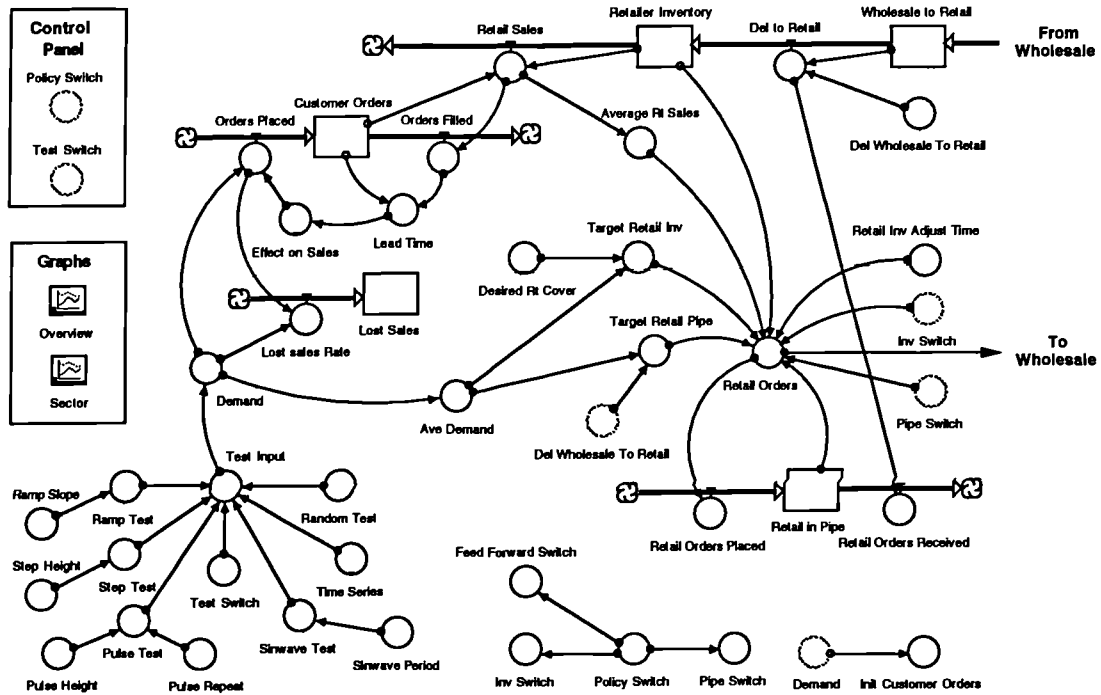 Control
Panel
Policy Switch
Test Switch
Graphs
Overview
Sector
Retail Sales
Retailer Inventory
Del to Retail
Wholesale to Retail
From
Wholesale
Orders Placed
Customer Orders
Orders Filled
Average Rt Sales
Del Wholesale To Retail
Effect on Sales
Lead Time
Target Retail Inv
Retail Inv Adjust Time
Desired Rt Cover
Lost Sales
Lost sales Rate
Target Retail Pipe
Inv Switch
To
Wholesale
Demand
Ave Demand
Retail Orders
Pipe Switch
Del Wholesale To Retail
Test Input
Ramp Slope
Ramp Test
Random Test
Retail Orders Placed
Retail in Pipe
Retail Orders Received
Step Height
Step Test
Test Switch
Time Series
Feed Forward Switch
Pulse Test
Sinwave Test
Sinwave Period
Pulse Height
Pulse Repeat
Inv Switch
Policy Switch
Pipe Switch
Demand
Init Customer Orders